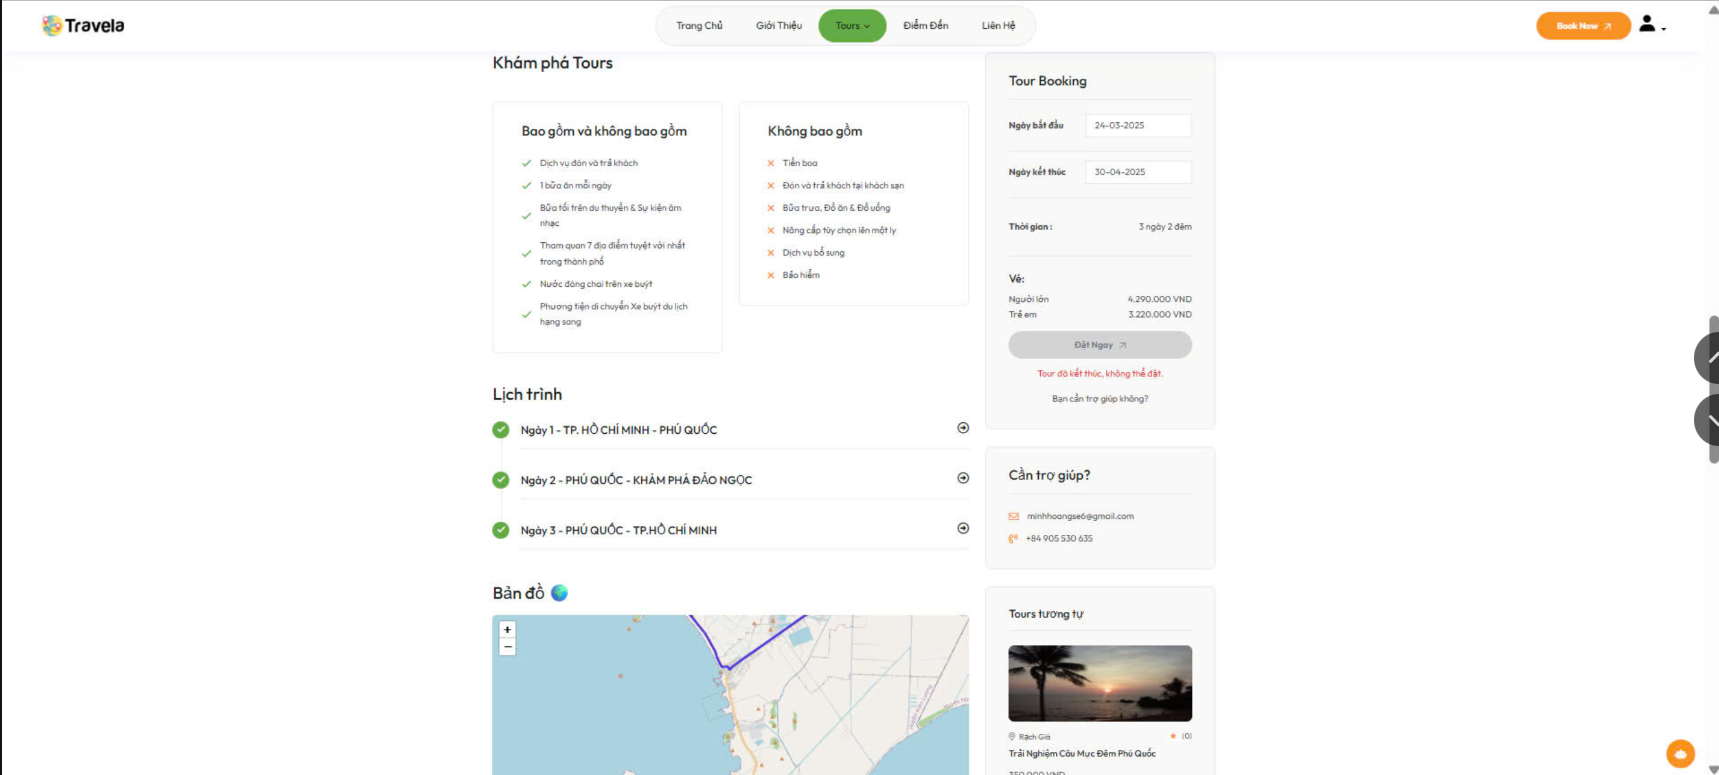 Travela
Trang Chủ
Giới Thiệu
Tours
Điểm Đến
Liên Hệ
Book Now
Khám phá Tours
Bao gồm và không bao gồm
Dịch vụ đón và trả khách
1 bữa ăn mỗi ngày
Bữa tối trên du thuyền & Sự kiện âm
nhạc
Tham quan 7 địa điểm tuyệt vời nhất
trong thành phố
Nước đóng chai trên xe buýt
Phương tiện di chuyển Xe buýt du lịch
hạng sang
Không bao gồm
Tiền boa
Đón và trả khách tại khách sạn
Bữa trưa, Đồ ăn & Đồ uống
Nâng cấp tùy chọn lên một ly
Dịch vụ bổ sung
Bảo hiểm
Lịch trình
Ngày 1 - TP. HỒ CHÍ MINH - PHÚ QUỐC
Ngày 2 - PHÚ QUỐC - KHÁM PHÁ ĐẢO NGỌC
Ngày 3 - PHÚ QUỐC - TP.HỒ CHÍ MINH
Bản đồ
+
−
Tour Booking
Ngày bắt đầu 24-03-2025
Ngày kết thúc 30-04-2025
Thời gian : 3 ngày 2 đêm
Vé:
Người lớn 4.290.000 VND
Trẻ em 3.220.000 VND
Đặt Ngay
Tour đã kết thúc, không thể đặt.
Bạn cần trợ giúp không?
Cần trợ giúp?
minhhoangse6@gmail.com
+84 905 530 635
Tours tương tự
Rạch Giá (0)
Trải Nghiệm Câu Mực Đêm Phú Quốc
350.000 VND